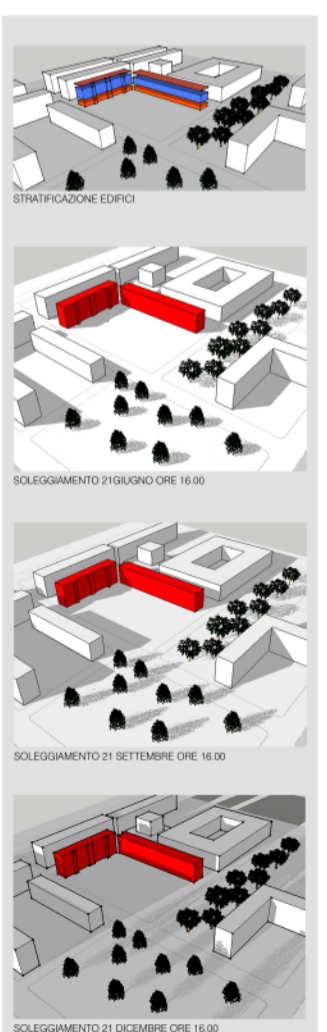 STRATIFICAZIONE EDIFICI
SOLEGGIAMENTO 21GIUGNO ORE 16.00
SOLEGGIAMENTO 21 SETTEMBRE ORE 16.00
SOLEGGIAMENTO 21 DICEMBRE ORE 16.00